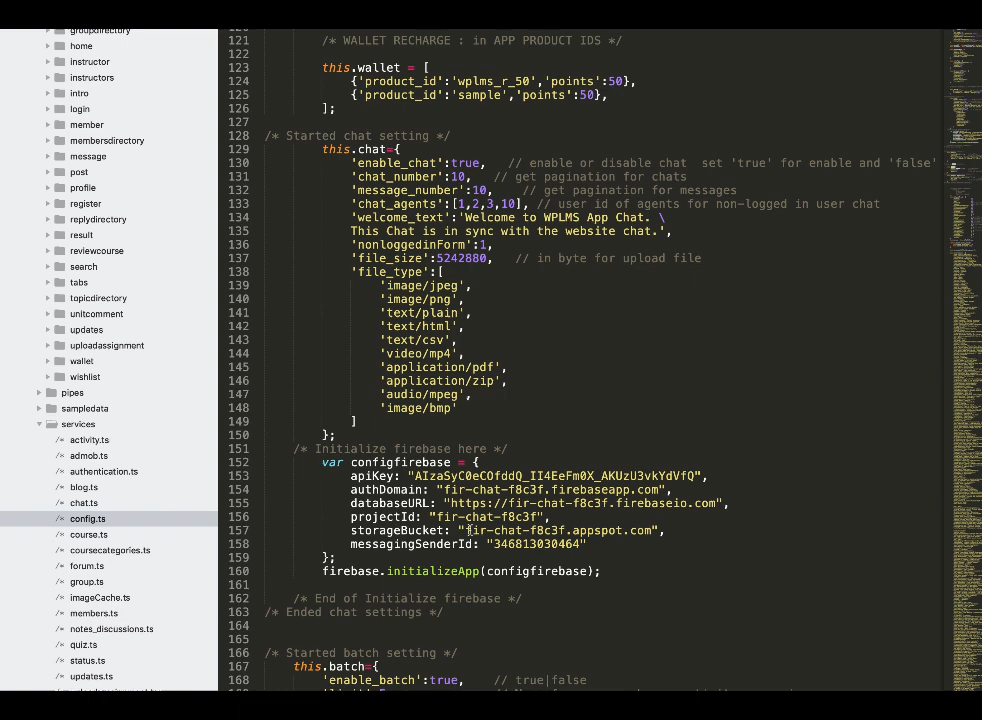 groupdirectory
home
instructor
instructors
intro
login
member
membersdirectory
message
post
profile
register
replydirectory
result
reviewcourse
search
tabs
topicdirectory
unitcomment
updates
uploadassignment
wallet
wishlist
pipes
sampledata
services
/* activity.ts
/* admob.ts
/* authentication.ts
/* blog.ts
/* chat.ts
/* config.ts
/* course.ts
/* coursecategories.ts
/* forum.ts
/* group.ts
/* imageCache.ts
/* members.ts
/* notes_discussions.ts
/* quiz.ts
/* status.ts
/* updates.ts
120
121 /* WALLET RECHARGE : in APP PRODUCT IDS */
122
123 this.wallet = [
124 {'product_id':'wplms_r_50','points':50},
125 {'product_id':'sample','points':50},
126 ];
127
128 /* Started chat setting */
129 this.chat={
130 'enable_chat':true, // enable or disable chat set 'true' for enable and 'false'
131 'chat_number':10, // get pagination for chats
132 'message_number':10, // get pagination for messages
133 'chat_agents':[1,2,3,10], // user id of agents for non-logged in user chat
134 'welcome_text':'Welcome to WPLMS App Chat. \
135 This Chat is in sync with the website chat.',
136 'nonloggedinForm':1,
137 'file_size':5242880, // in byte for upload file
138 'file_type':[
139 'image/jpeg',
140 'image/png',
141 'text/plain',
142 'text/html',
143 'text/csv',
144 'video/mp4',
145 'application/pdf',
146 'application/zip',
147 'audio/mpeg',
148 'image/bmp'
149 ]
150 };
151 /* Initialize firebase here */
152 var configfirebase = {
153 apiKey: "AIzaSyC0eCOfddQ_II4EeFm0X_AKUzU3vkYdVfQ",
154 authDomain: "fir-chat-f8c3f.firebaseapp.com",
155 databaseURL: "https://fir-chat-f8c3f.firebaseio.com",
156 projectId: "fir-chat-f8c3f",
157 storageBucket: "fir-chat-f8c3f.appspot.com",
158 messagingSenderId: "346813030464"
159 };
160 firebase.initializeApp(configfirebase);
161
162 /* End of Initialize firebase */
163 /* Ended chat settings */
164
165
166 /* Started batch setting */
167 this.batch={
168 'enable_batch':true, // true|false